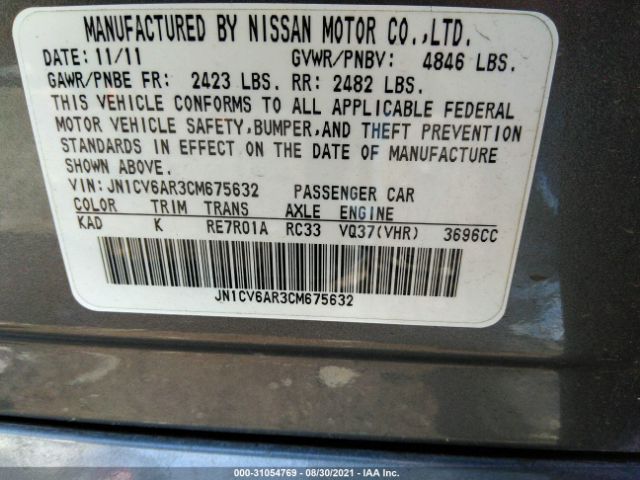 MANUFACTURED BY NISSAN MOTOR CO.,LTD.
DATE: 11/11 GVWR/PNBV: 4846 LBS.
GAWR/PNBE FR: 2423 LBS. RR: 2482 LBS.
THIS VEHICLE CONFORMS TO ALL APPLICABLE FEDERAL
MOTOR VEHICLE SAFETY,BUMPER,AND THEFT PREVENTION
STANDARDS IN EFFECT ON THE DATE OF MANUFACTURE
SHOWN ABOVE.
VIN: JN1CV6AR3CM675632 PASSENGER CAR
COLOR TRIM TRANS AXLE ENGINE
KAD K RE7R01A RC33 VQ37(VHR) 3696CC
JN1CV6AR3CM675632
000-31054769 - 08/30/2021 - IAA Inc.